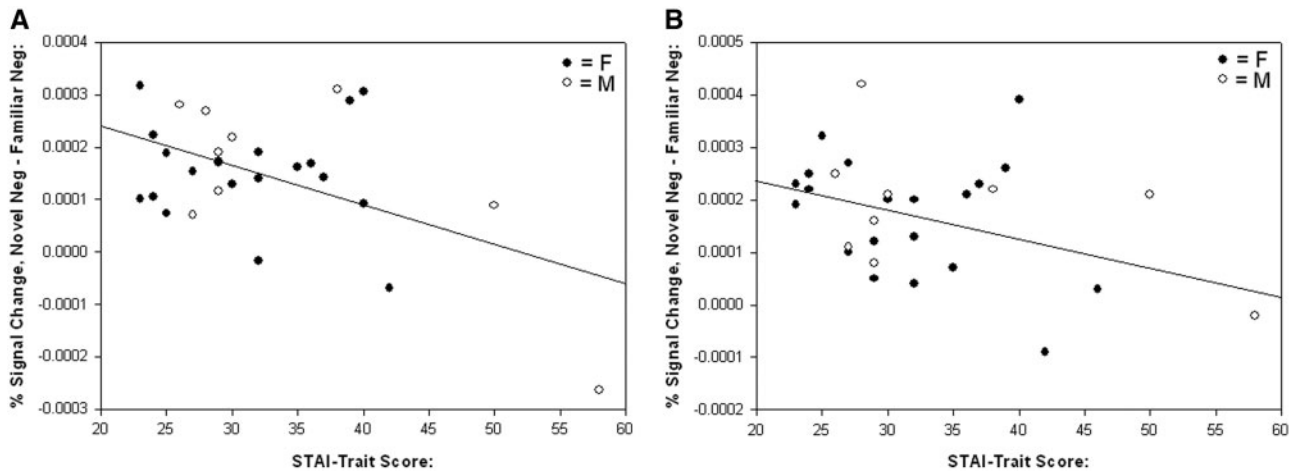 A
% Signal Change, Novel Neg - Familiar Neg:
0.0004
0.0003
0.0002
0.0001
0.0000
-0.0001
-0.0002
-0.0003
20 25 30 35 40 45 50 55 60
STAI-Trait Score:
= F
= M
B
% Signal Change, Novel Neg - Familiar Neg:
0.0005
0.0004
0.0003
0.0002
0.0001
0.0000
-0.0001
-0.0002
20 25 30 35 40 45 50 55 60
STAI-Trait Score:
= F
= M